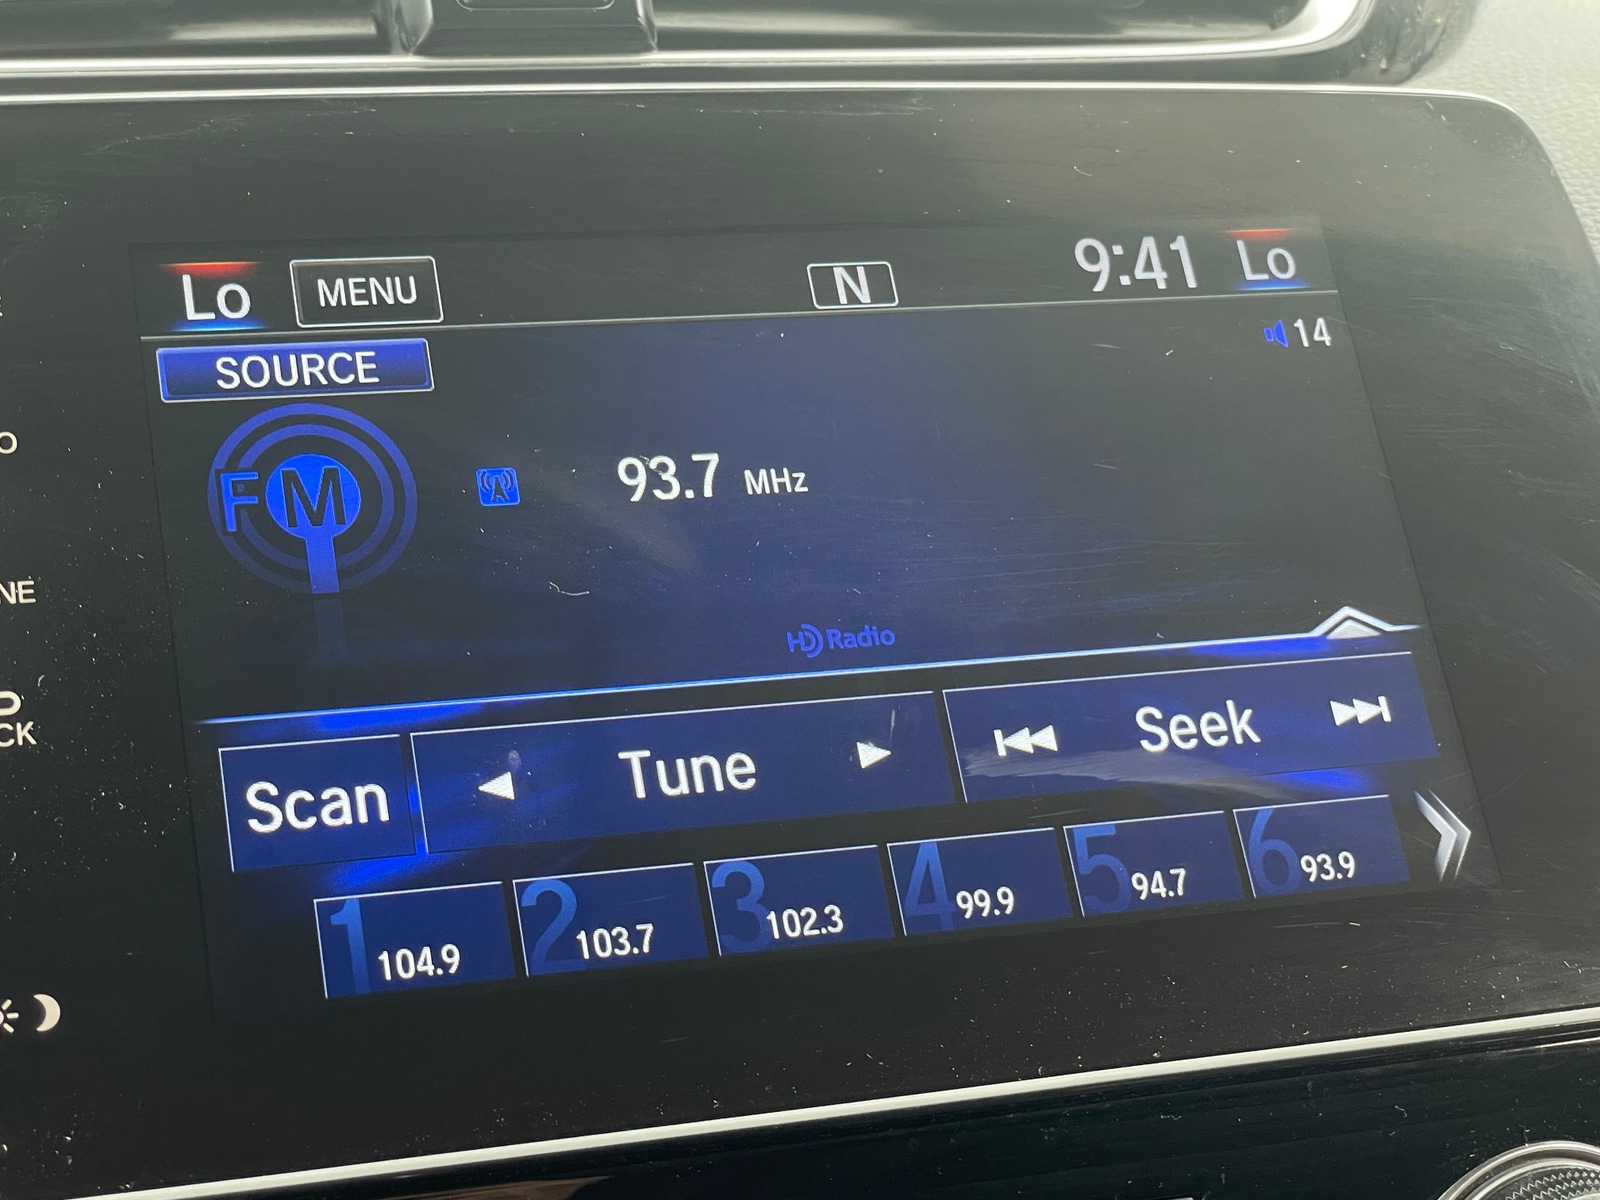 Lo MENU N 9:41 Lo
SOURCE 14
FM 93.7 MHz
HD Radio
Scan Tune Seek
1 104.9 2 103.7 3 102.3 4 99.9 5 94.7 6 93.9